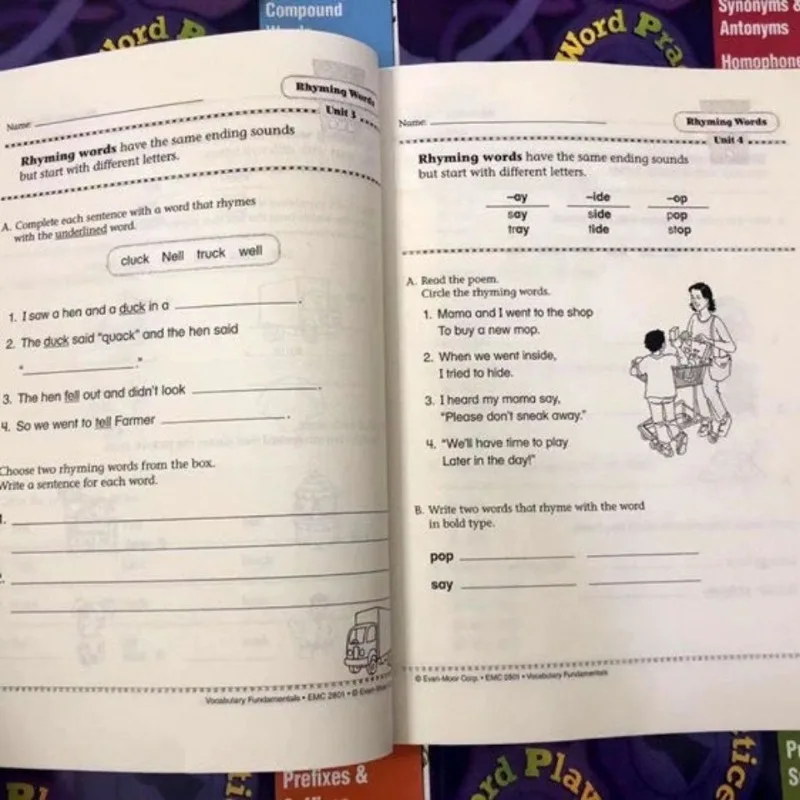 Compound
Word Pra
Synonyms &
Antonyms
Homophone
Name:
Rhyming Words
Unit 3
Rhyming words have the same ending sounds
but start with different letters.
A. Complete each sentence with a word that rhymes
with the underlined word.
cluck Nell truck well
1. I saw a hen and a duck in a
2. The duck said "quack" and the hen said
" ."
3. The hen fell out and didn't look .
4. So we went to tell Farmer .
Choose two rhyming words from the box.
Write a sentence for each word.
Vocabulary Fundamentals • EMC 2801 • © Evan-Moor
Name:
Rhyming Words
Unit 4
Rhyming words have the same ending sounds
but start with different letters.
–ay –ide –op
say side pop
tray tide stop
A. Read the poem.
Circle the rhyming words.
1. Mama and I went to the shop
To buy a new mop.
2. When we went inside,
I tried to hide.
3. I heard my mama say,
"Please don't sneak away."
4. "We'll have time to play
Later in the day!"
B. Write two words that rhyme with the word
in bold type.
pop
say
© Evan-Moor Corp. • EMC 2801 • Vocabulary Fundamentals
Prefixes &
ord Play